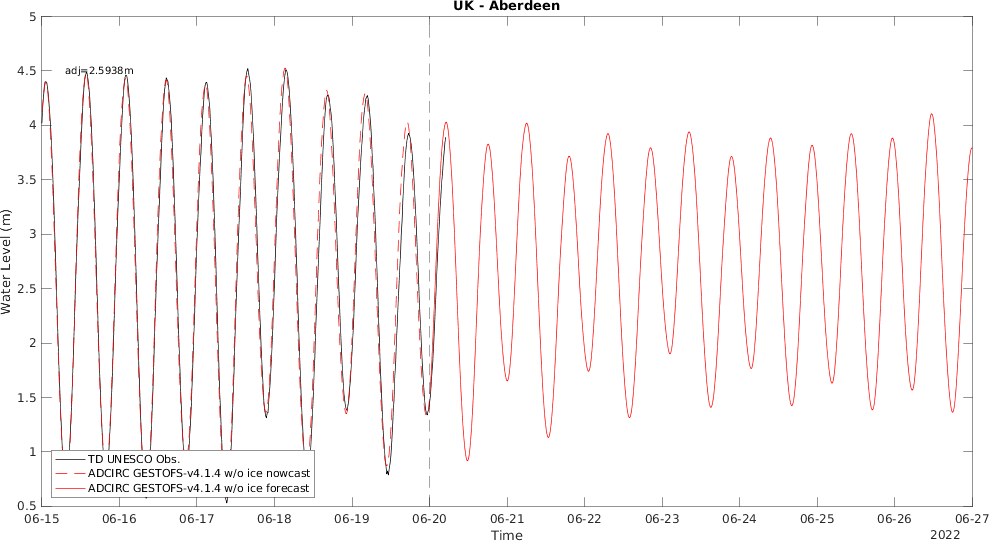 UK - Aberdeen
5
4.5
4
3.5
3
2.5
2
1.5
1
0.5
Water Level (m)
adj=2.5938m
TD UNESCO Obs.
ADCIRC GESTOFS-v4.1.4 w/o ice nowcast
ADCIRC GESTOFS-v4.1.4 w/o ice forecast
06-15 06-16 06-17 06-18 06-19 06-20 06-21 06-22 06-23 06-24 06-25 06-26 06-27
Time
2022